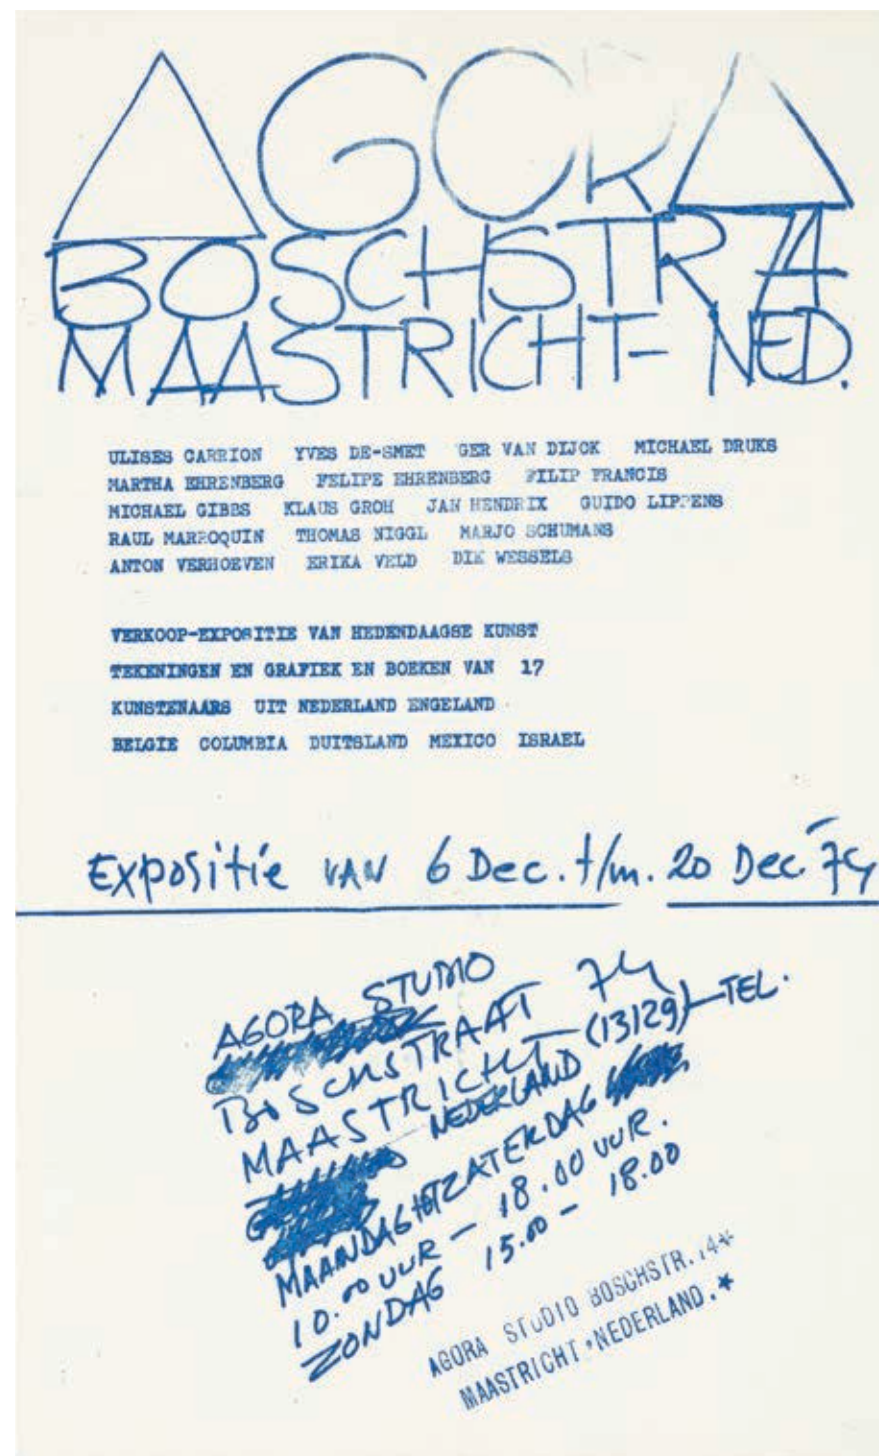 AGORA
BOSCHSTR 74
MAASTRICHT- NED.
ULISES CARRION YVES DE-SMET GER VAN DIJCK MICHAEL DRUKS
MARTHA EHRENBERG FELIPE EHRENBERG FILIP FRANCIS
MICHAEL GIBBS KLAUS GROH JAN HENDRIX GUIDO LIPPENS
RAUL MARROQUIN THOMAS NIGGL MARJO SCHUMANS
ANTON VERHOEVEN ERIKA VELD DIK WESSELS
VERKOOP-EXPOSITIE VAN HEDENDAAGSE KUNST
TEKENINGEN EN GRAFIEK EN BOEKEN VAN 17
KUNSTENAARS UIT NEDERLAND ENGELAND
BELGIE COLUMBIA DUITSLAND MEXICO ISRAEL
Expositie VAN 6 Dec. t/m. 20 Dec 74
AGORA STUDIO
BOSCHSTRAAT 74
MAASTRICHT (13129) TEL.
NEDERLAND
MAANDAG TOT ZATERDAG
10.00 UUR - 18.00 UUR.
ZONDAG 15.00 - 18.00
AGORA STUDIO BOSCHSTR.
MAASTRICHT * NEDERLAND. *